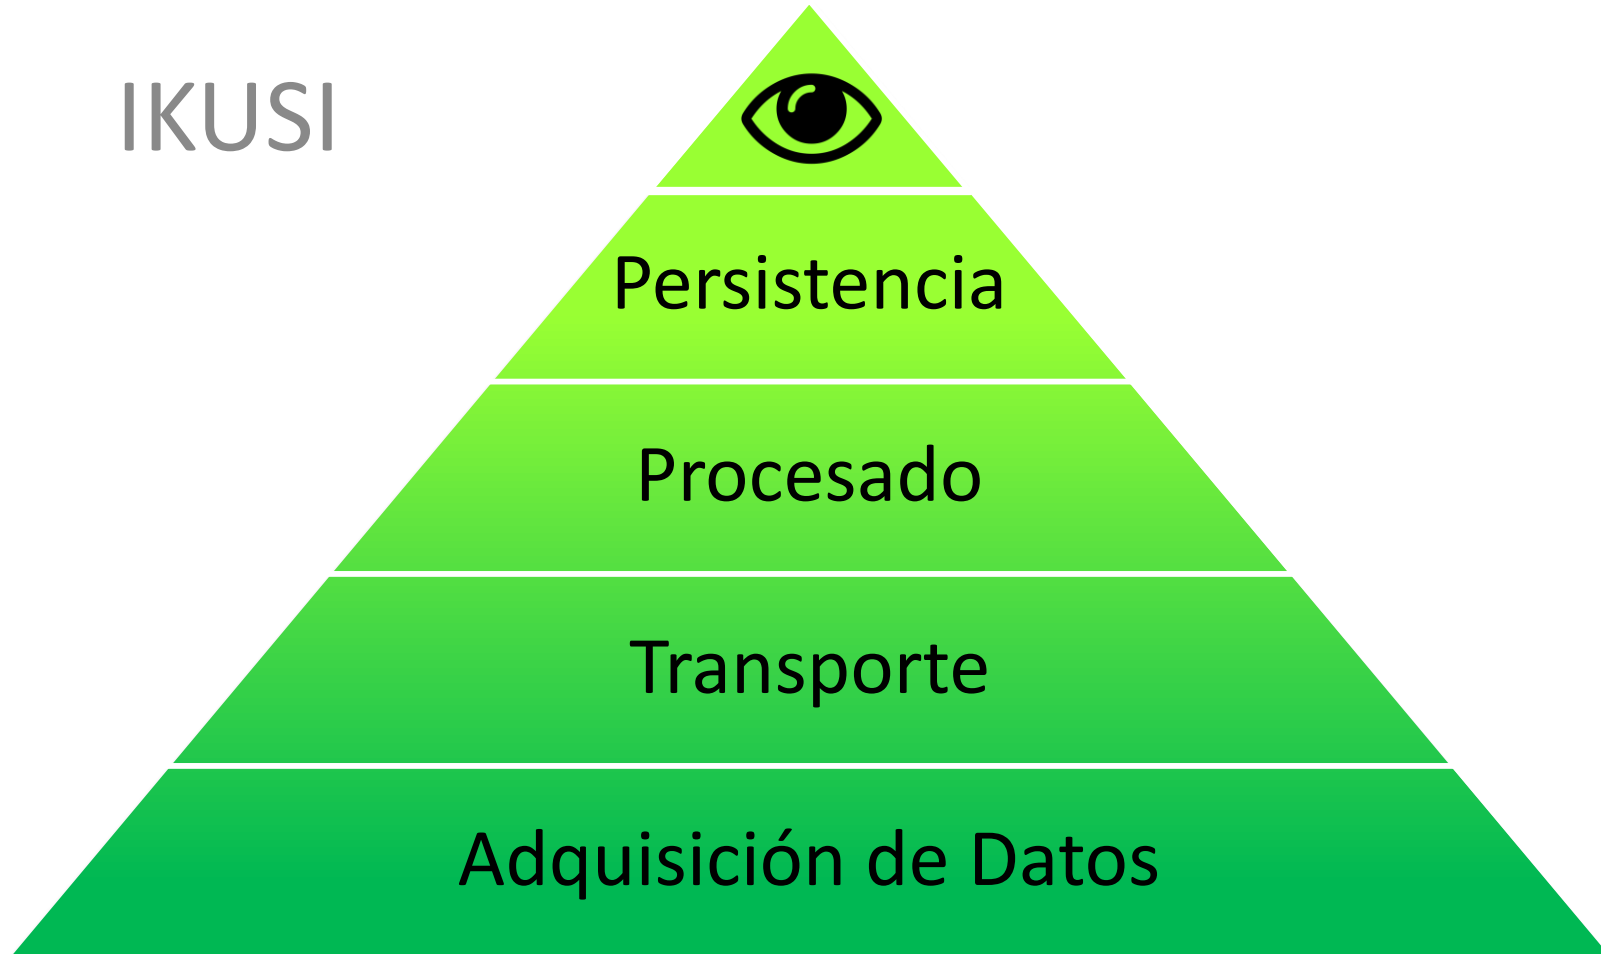 IKUSI
Persistencia
Procesado
Transporte
Adquisición de Datos